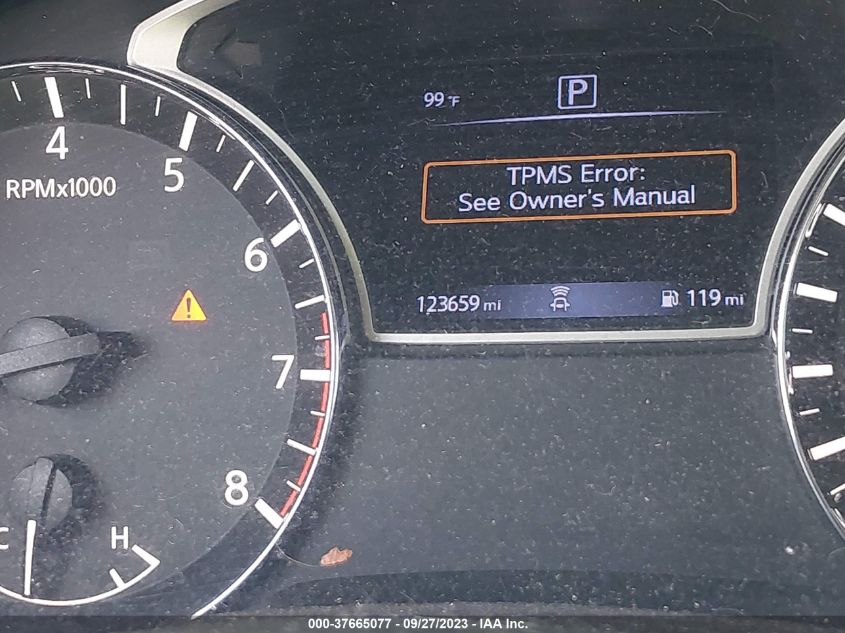 99 °F
P
TPMS Error:
See Owner's Manual
123659 mi
119 mi
4
5
RPMx1000
6
7
8
C
H
000-37665077 - 09/27/2023 - IAA Inc.